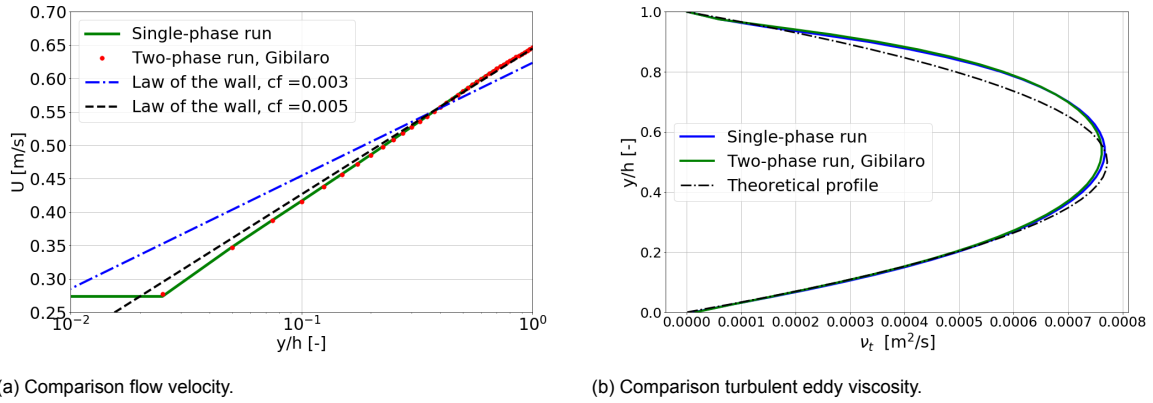 0.70
0.65
0.60
0.55
0.50
0.45
0.40
0.35
0.30
0.25
U [m/s]
Single-phase run
Two-phase run, Gibilaro
Law of the wall, cf =0.003
Law of the wall, cf =0.005
10⁻² 10⁻¹ 10⁰
y/h [-]
(a) Comparison flow velocity.
1.0
0.8
0.6
0.4
0.2
0.0
y/h [-]
Single-phase run
Two-phase run, Gibilaro
Theoretical profile
0.0000 0.0001 0.0002 0.0003 0.0004 0.0005 0.0006 0.0007 0.0008
νₜ [m²/s]
(b) Comparison turbulent eddy viscosity.